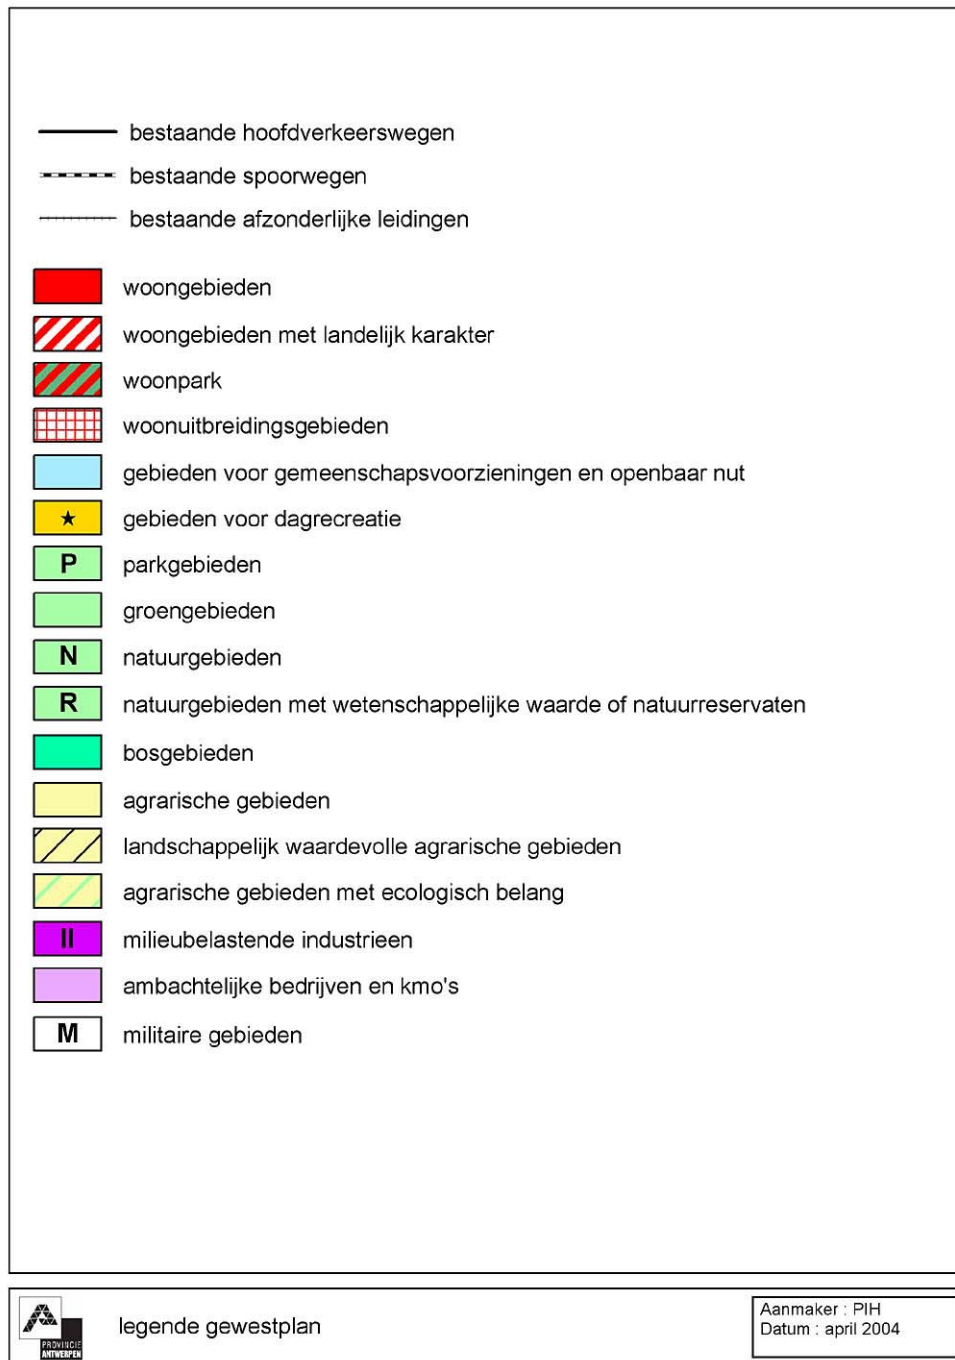 bestaande hoofdverkeerswegen
bestaande spoorwegen
bestaande afzonderlijke leidingen
woongebieden
woongebieden met landelijk karakter
woonpark
woonuitbreidingsgebieden
gebieden voor gemeenschapsvoorzieningen en openbaar nut
★ gebieden voor dagrecreatie
P parkgebieden
groengebieden
N natuurgebieden
R natuurgebieden met wetenschappelijke waarde of natuurreservaten
bosgebieden
agrarische gebieden
landschappelijk waardevolle agrarische gebieden
agrarische gebieden met ecologisch belang
II milieubelastende industrieen
ambachtelijke bedrijven en kmo's
M militaire gebieden
PROVINCIE
ANTWERPEN
legende gewestplan
Aanmaker : PIH
Datum : april 2004